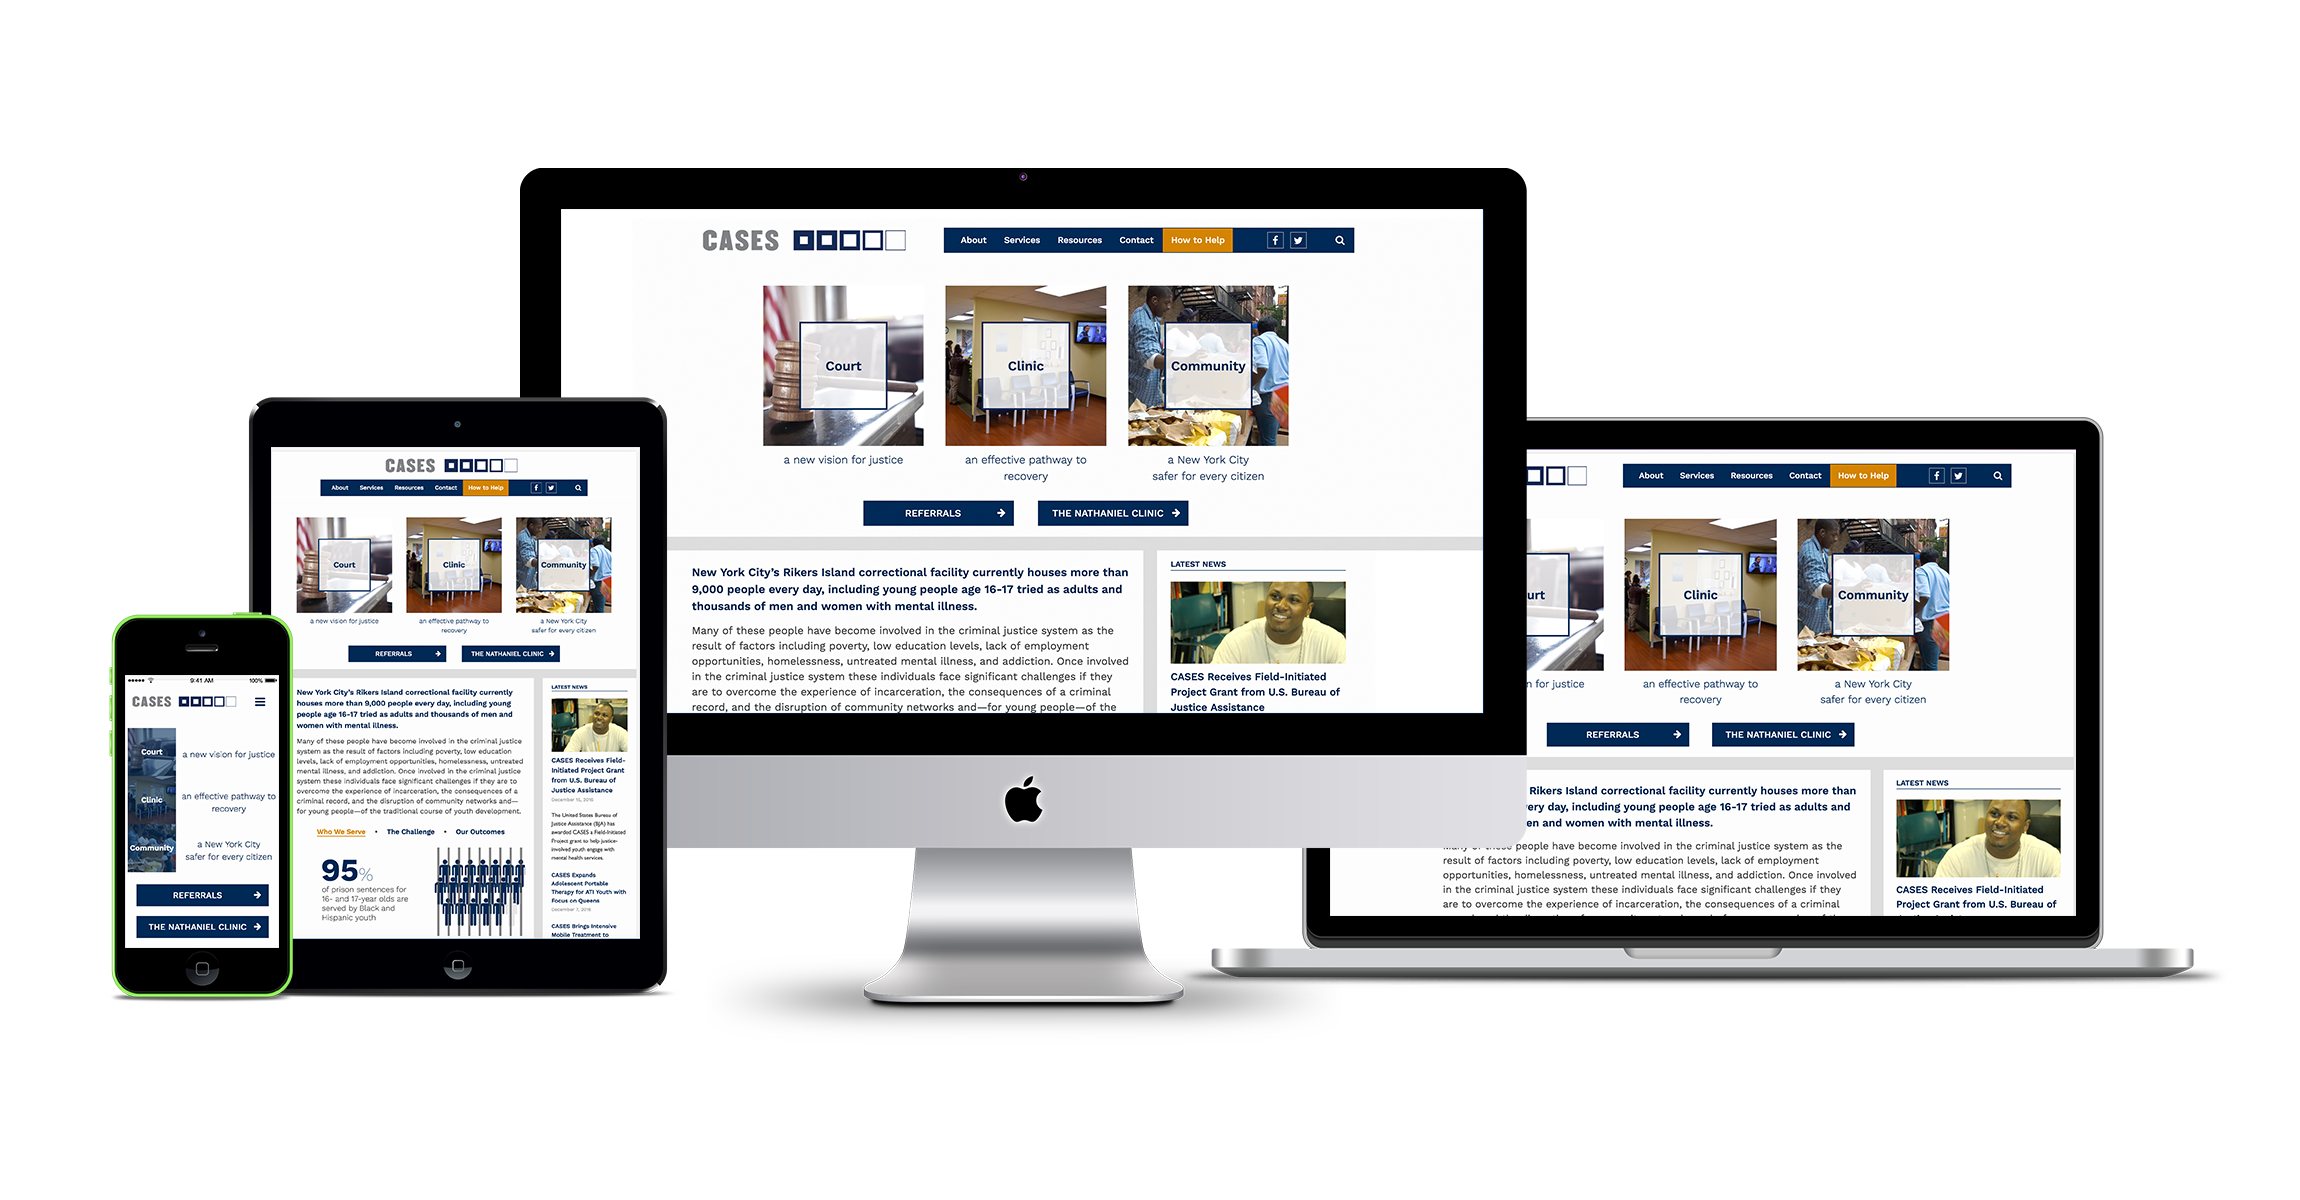 CASES
About Services Resources Contact How to Help
Court
Clinic
Community
a new vision for justice
an effective pathway to
recovery
a New York City
safer for every citizen
REFERRALS
THE NATHANIEL CLINIC
New York City's Rikers Island correctional facility currently houses more than
9,000 people every day, including young people age 16-17 tried as adults and
thousands of men and women with mental illness.
Many of these people have become involved in the criminal justice system as the
result of factors including poverty, low education levels, lack of employment
opportunities, homelessness, untreated mental illness, and addiction. Once involved
in the criminal justice system these individuals face significant challenges if they
are to overcome the experience of incarceration, the consequences of a criminal
record, and the disruption of community networks and—for young people—of the
LATEST NEWS
CASES Receives Field-Initiated
Project Grant from U.S. Bureau of
Justice Assistance
CASES
About Services Resources Contact How to Help
Court
Clinic
Community
a new vision for justice
an effective pathway to
recovery
a New York City
safer for every citizen
REFERRALS
THE NATHANIEL CLINIC
New York City's Rikers Island correctional facility currently
houses more than 9,000 people every day, including young
people age 16-17 tried as adults and thousands of men and
women with mental illness.
Many of these people have become involved in the criminal justice
system as the result of factors including poverty, low education
levels, lack of employment opportunities, homelessness, untreated
mental illness, and addiction. Once involved in the criminal justice
system these individuals face significant challenges if they are to
overcome the experience of incarceration, the consequences of a
criminal record, and the disruption of community networks and—
for young people—of the traditional course of youth development.
Who We Serve • The Challenge • Our Outcomes
95%
of prison sentences for
16- and 17-year olds are
served by Black and
Hispanic youth
LATEST NEWS
CASES Receives Field-
Initiated Project Grant
from U.S. Bureau of
Justice Assistance
December 15, 2016
The United States Bureau of
Justice Assistance (BJA) has
awarded CASES a Field-Initiated
Project grant to help justice-
involved youth engage with
mental health services.
CASES Expands
Adolescent Portable
Therapy for ATI Youth with
Focus on Queens
December 7, 2016
CASES Brings Intensive
Mobile Treatment to
9:41 AM 100%
CASES
Court
a new vision for justice
Clinic
an effective pathway to
recovery
Community
a New York City
safer for every citizen
REFERRALS
THE NATHANIEL CLINIC
About Services Resources Contact How to Help
urt
Clinic
Community
n for justice
an effective pathway to
recovery
a New York City
safer for every citizen
REFERRALS
THE NATHANIEL CLINIC
Rikers Island correctional facility currently houses more than
ery day, including young people age 16-17 tried as adults and
en and women with mental illness.
Many of these people have become involved in the criminal justice system as the
result of factors including poverty, low education levels, lack of employment
opportunities, homelessness, untreated mental illness, and addiction. Once involved
in the criminal justice system these individuals face significant challenges if they
are to overcome the experience of incarceration, the consequences of a criminal
LATEST NEWS
CASES Receives Field-Initiated
Project Grant from U.S. Bureau of